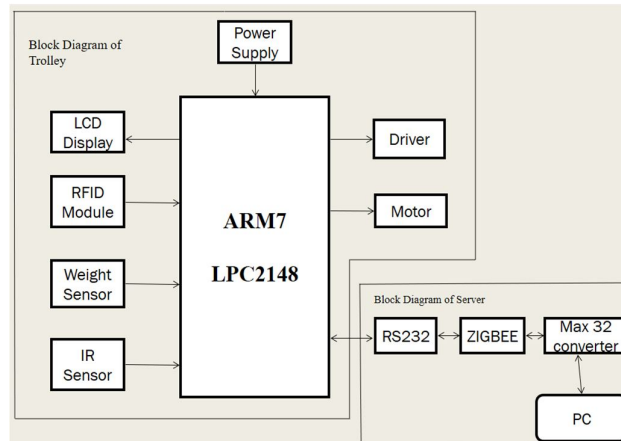 Block Diagram of
Trolley
Power
Supply
LCD
Display
RFID
Module
Weight
Sensor
IR
Sensor
ARM7
LPC2148
Driver
Motor
Block Diagram of Server
RS232
ZIGBEE
Max 32
converter
PC